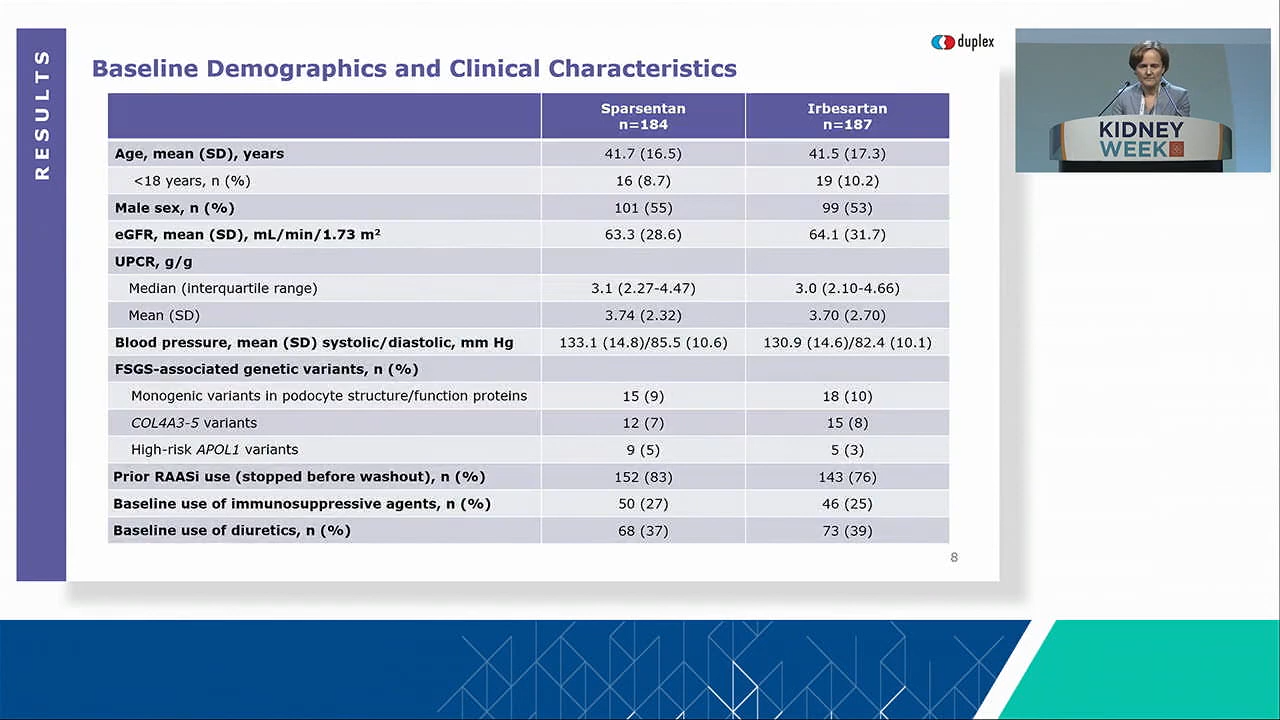 RESULTS
duplex
Baseline Demographics and Clinical Characteristics
Sparsentan n=184 Irbesartan n=187
Age, mean (SD), years 41.7 (16.5) 41.5 (17.3)
<18 years, n (%) 16 (8.7) 19 (10.2)
Male sex, n (%) 101 (55) 99 (53)
eGFR, mean (SD), mL/min/1.73 m² 63.3 (28.6) 64.1 (31.7)
UPCR, g/g
Median (interquartile range) 3.1 (2.27-4.47) 3.0 (2.10-4.66)
Mean (SD) 3.74 (2.32) 3.70 (2.70)
Blood pressure, mean (SD) systolic/diastolic, mm Hg 133.1 (14.8)/85.5 (10.6) 130.9 (14.6)/82.4 (10.1)
FSGS-associated genetic variants, n (%)
Monogenic variants in podocyte structure/function proteins 15 (9) 18 (10)
COL4A3-5 variants 12 (7) 15 (8)
High-risk APOL1 variants 9 (5) 5 (3)
Prior RAASi use (stopped before washout), n (%) 152 (83) 143 (76)
Baseline use of immunosuppressive agents, n (%) 50 (27) 46 (25)
Baseline use of diuretics, n (%) 68 (37) 73 (39)
8
KIDNEY
WEEK